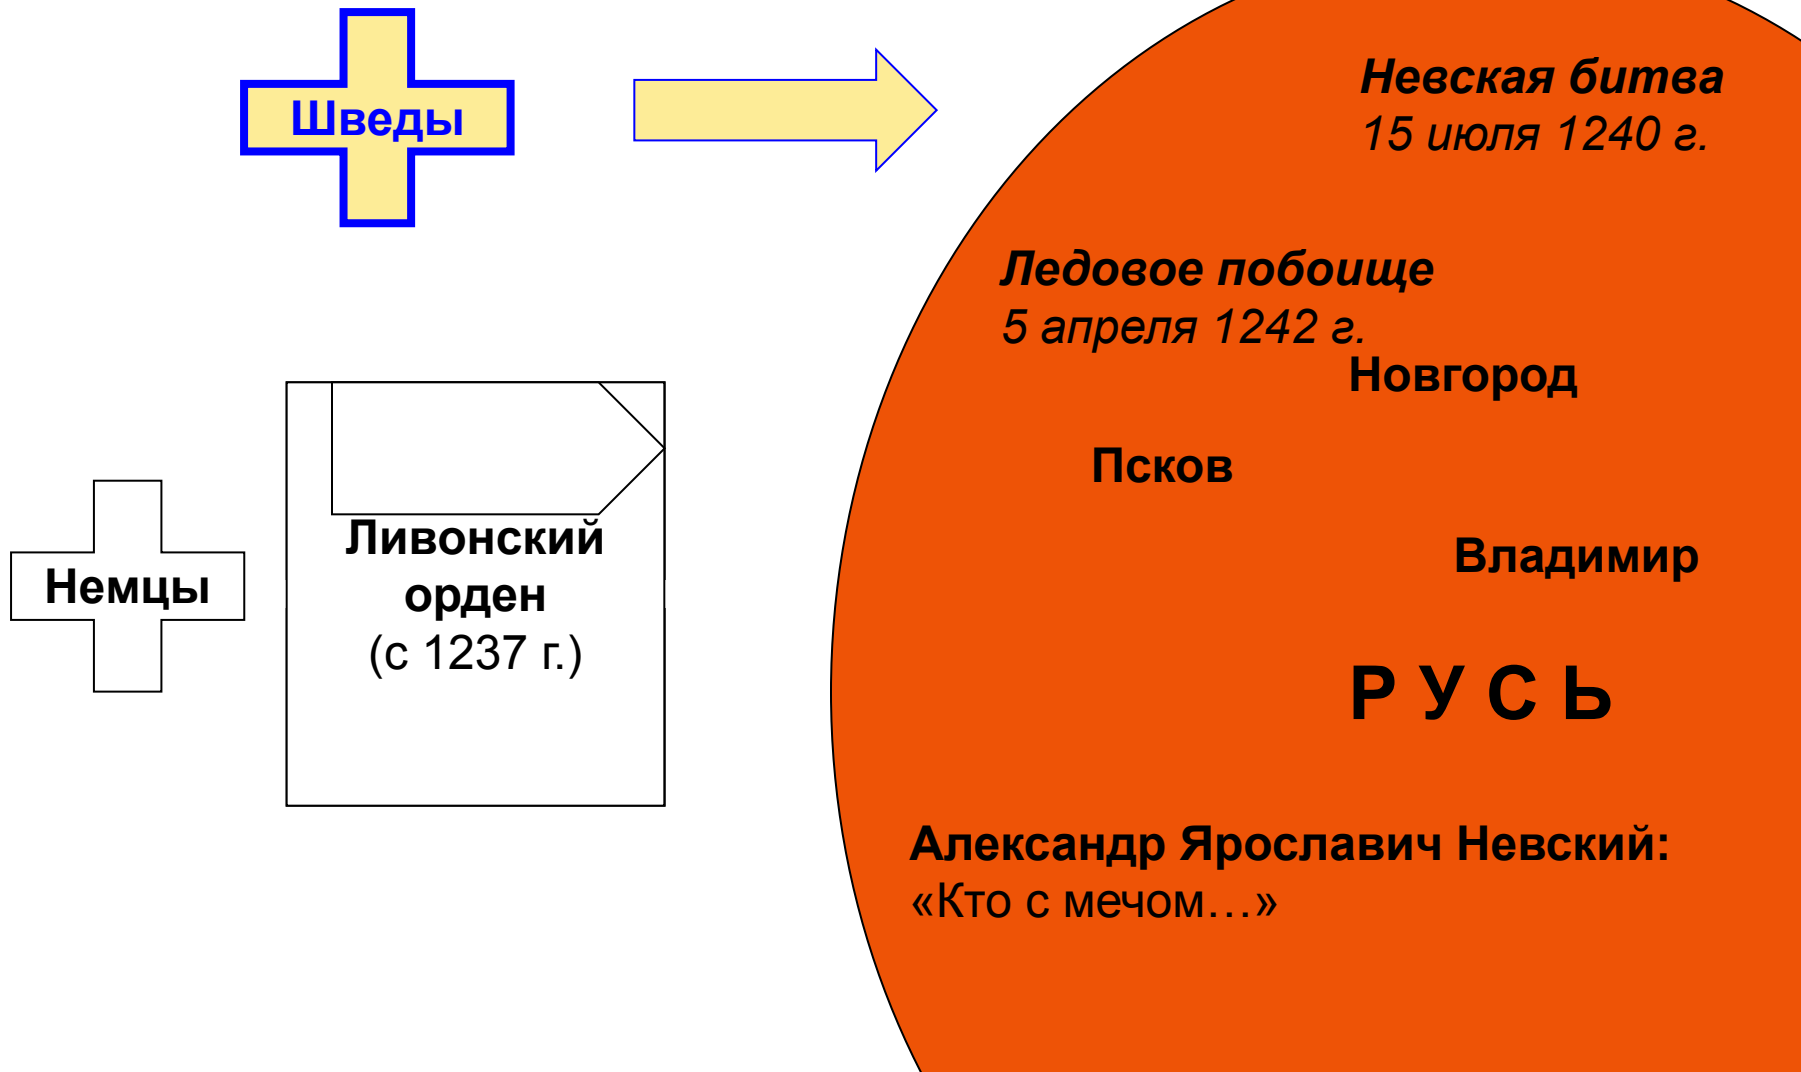 Шведы
Невская битва
15 июля 1240 г.
Ледовое побоище
5 апреля 1242 г.
Новгород
Псков
Владимир
Немцы
Ливонский
орден
(с 1237 г.)
Р У С Ь
Александр Ярославич Невский:
«Кто с мечом…»